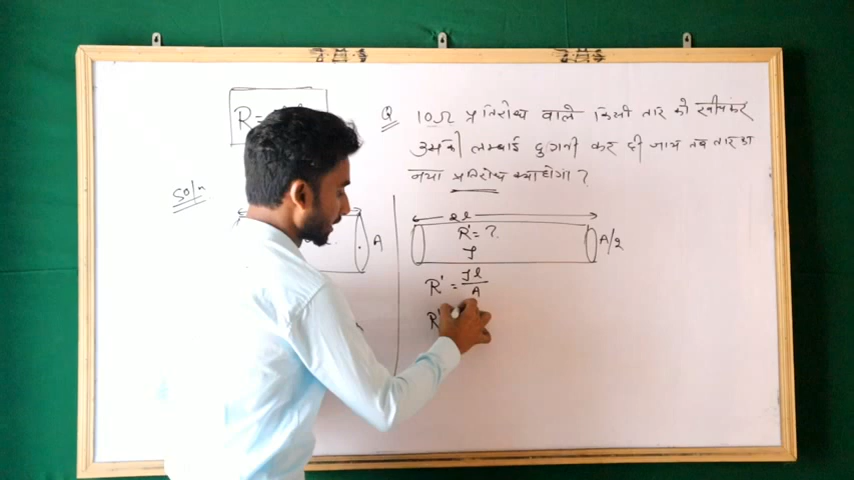 R =
Q 10Ω प्रतिरोध वाले किसी तार को खींचकर
उसकी लम्बाई दुगनी कर दी जाय तब तार का
नया प्रतिरोध क्या होगा ?
Soln
A
2l
R' = ?
ρ
A/2
R' = ρl/A
R'